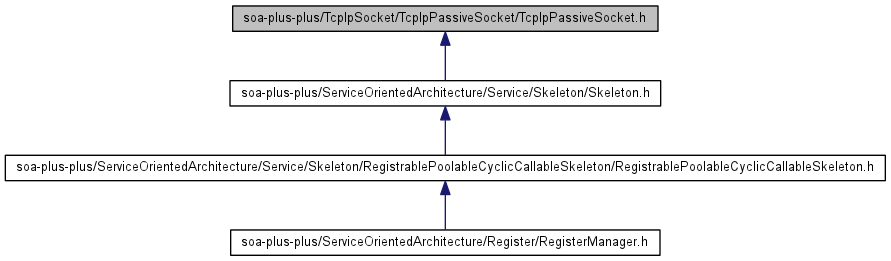 soa-plus-plus/TcpIpSocket/TcpIpPassiveSocket/TcpIpPassiveSocket.h
soa-plus-plus/ServiceOrientedArchitecture/Service/Skeleton/Skeleton.h
soa-plus-plus/ServiceOrientedArchitecture/Service/Skeleton/RegistrablePoolableCyclicCallableSkeleton/RegistrablePoolableCyclicCallableSkeleton.h
soa-plus-plus/ServiceOrientedArchitecture/Register/RegisterManager.h